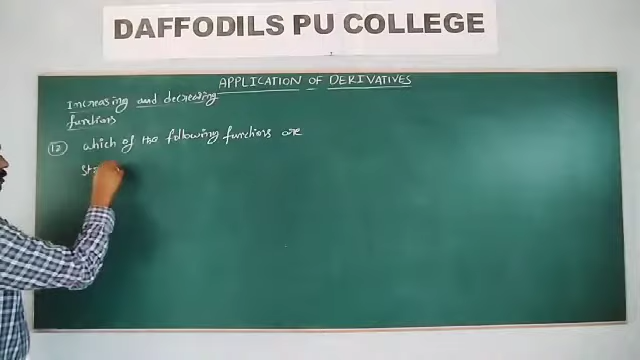 DAFFODILS PU COLLEGE
APPLICATION OF DERIVATIVES
Increasing and decreasing
functions
12 which of the following functions are